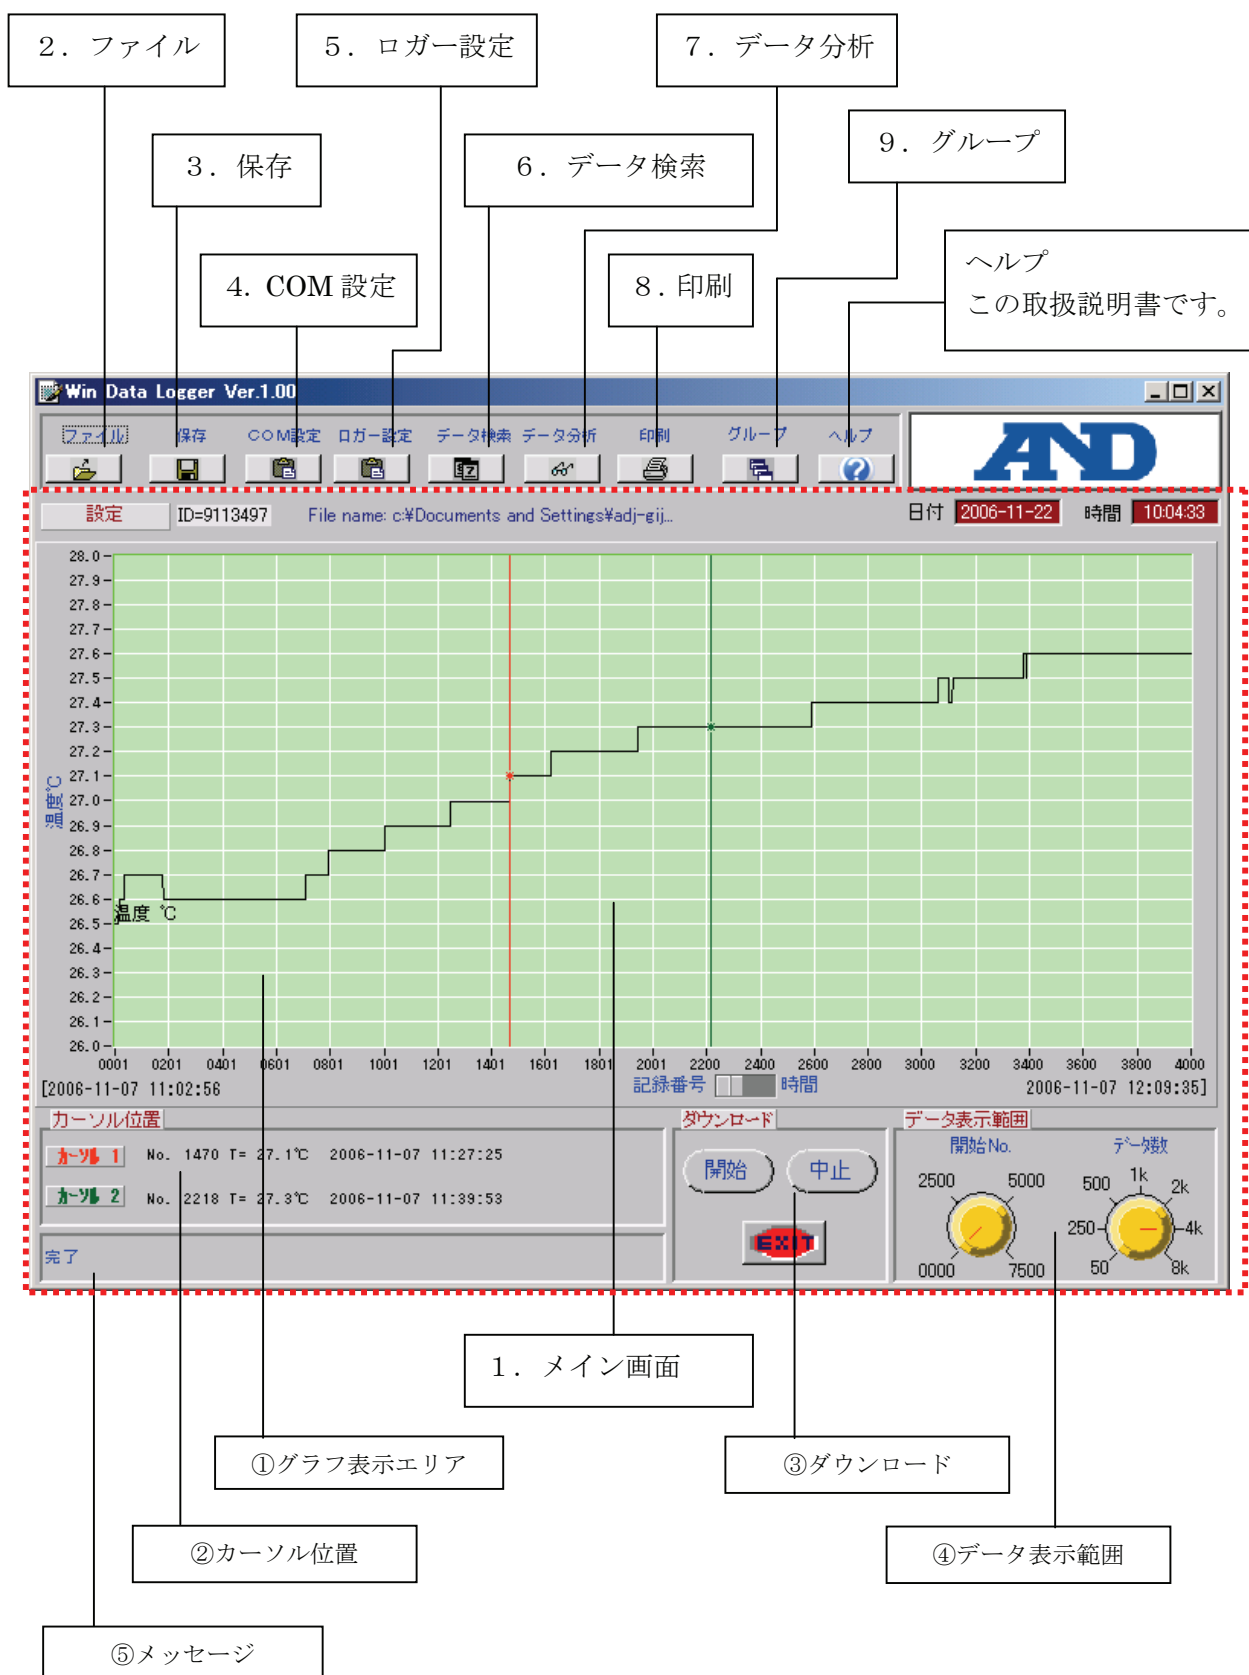 ２．ファイル
５．ロガー設定
７．データ分析
３．保存
６．データ検索
９．グループ
4. COM 設定
８．印刷
ヘルプ
この取扱説明書です。
Win Data Logger Ver.1.00
ファイル 保存 COM設定 ロガー設定 データ検索 データ分析 印刷 グループ ヘルプ
AND
設定 ID=9113497 File name: c:¥Documents and Settings¥adj-gij... 日付 2006-11-22 時間 10:04:33
28.0
27.9
27.8
27.7
27.6
27.5
27.4
27.3
27.2
27.1
27.0
26.9
26.8
26.7
26.6
26.5
26.4
26.3
26.2
26.1
26.0
温度℃
温度 ℃
0001 0201 0401 0601 0801 1001 1201 1401 1601 1801 2001 2200 2400 2600 2800 3000 3200 3400 3600 3800 4000
[2006-11-07 11:02:56 記録番号 時間 2006-11-07 12:09:35]
カーソル位置
カーソル 1 No. 1470 T= 27.1℃ 2006-11-07 11:27:25
カーソル 2 No. 2218 T= 27.3℃ 2006-11-07 11:39:53
完了
ダウンロード
開始 中止
EXIT
データ表示範囲
開始No.
2500 5000
0000 7500
データ数
500 1k 2k
250 4k
50 8k
１．メイン画面
①グラフ表示エリア
③ダウンロード
②カーソル位置
④データ表示範囲
⑤メッセージ